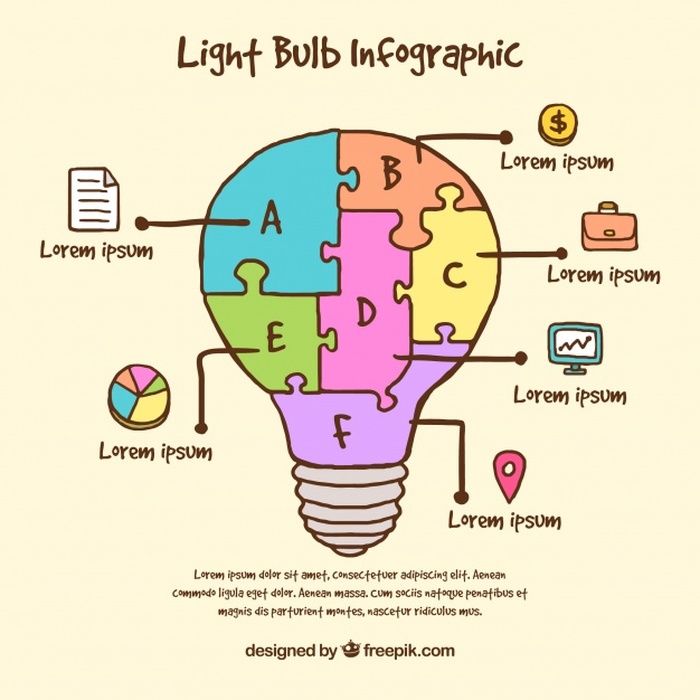 Light Bulb Infographic
$
B
Lorem ipsum
A
Lorem ipsum
C
Lorem ipsum
D
Lorem ipsum
E
Lorem ipsum
F
Lorem ipsum
Lorem ipsum dolor sit amet, consectetuer adipiscing elit. Aenean
commodo ligula eget dolor. Aenean massa. Cum sociis natoque penatibus et
magnis dis parturient montes, nascetur ridiculus mus.
designed by freepik.com